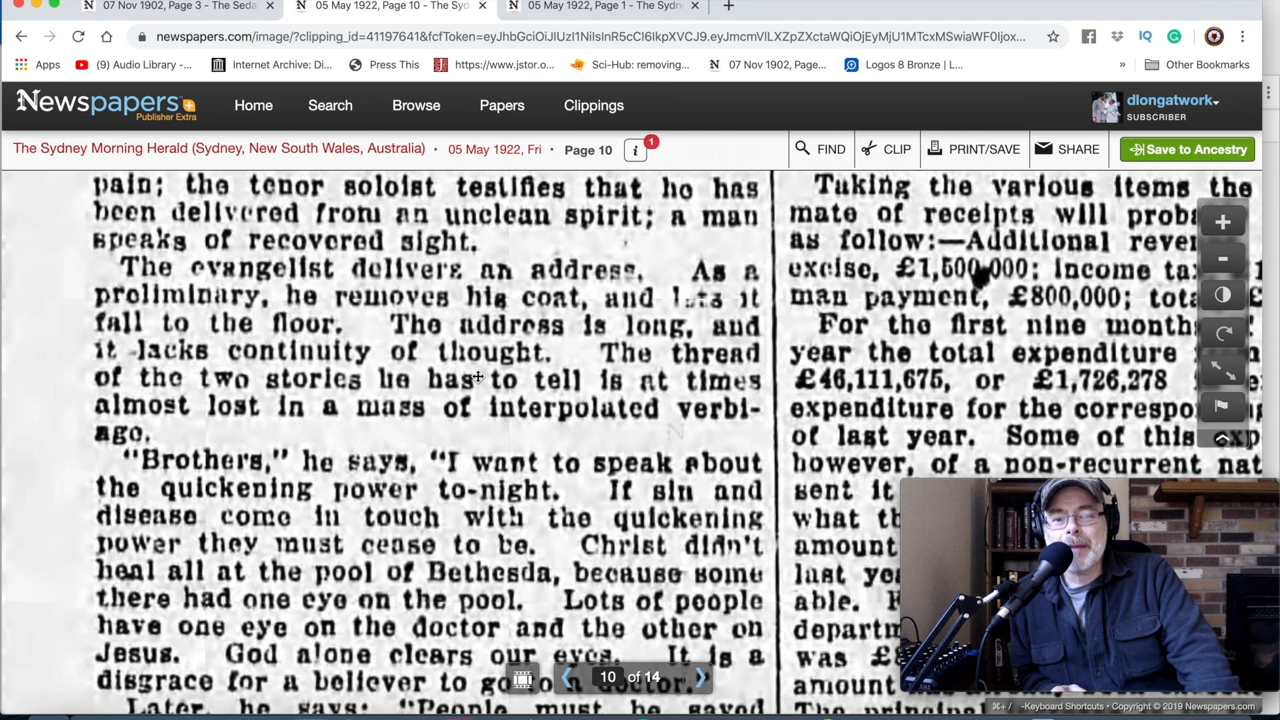 07 Nov 1902, Page 3 - The Seda
05 May 1922, Page 10 - The Syd
05 May 1922, Page 1 - The Sydn
newspapers.com/image/?clipping_id=41197641&fcfToken=
Apps
(9) Audio Library -...
Internet Archive: Di...
Press This
https://www.jstor.o...
Sci-Hub: removing...
07 Nov 1902, Page...
Logos 8 Bronze | L...
»
Other Bookmarks
Newspapers
Publisher Extra
Home
Search
Browse
Papers
Clippings
dlongatwork
SUBSCRIBER
The Sydney Morning Herald (Sydney, New South Wales, Australia) • 05 May 1922, Fri • Page 10
1
FIND
CLIP
PRINT/SAVE
SHARE
Save to Ancestry
pain; the tenor soloist testifies that he has
been delivered from an unclean spirit; a man
speaks of recovered sight.
The evangelist delivers an address. As a
preliminary, he removes his coat, and lets it
fall to the floor. The address is long, and
it lacks continuity of thought. The thread
of the two stories he has to tell is at times
almost lost in a mass of interpolated verbi-
age.
"Brothers," he says, "I want to speak about
the quickening power to-night. If sin and
disease come in touch with the quickening
power they must cease to be. Christ didn't
heal all at the pool of Bethesda, because some
there had one eye on the pool. Lots of people
have one eye on the doctor and the other on
Jesus. God alone clears our eyes. It is a
disgrace for a believer to go to a doctor.
Later, he says: "People must be saved
Taking the various items the
mate of receipts will prob
as follow:—Additional reve
excise, £1,500,000; income ta
man payment, £800,000; tot
For the first nine month
year the total expenditure
£46,111,675, or £1,726,278
expenditure for the correspo
of last year. Some of this exp
however, of a non-recurrent nat
sent it
what th
amount
last ye
able.
departm
was £
amount
The principal
10 of 14
⌘+ / -Keyboard Shortcuts • Copyright © 2019 Newspapers.com